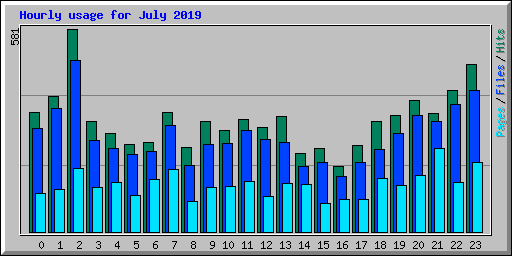 Hourly usage for July 2019
581
Pages/Files/Hits
0 1 2 3 4 5 6 7 8 9 10 11 12 13 14 15 16 17 18 19 20 21 22 23